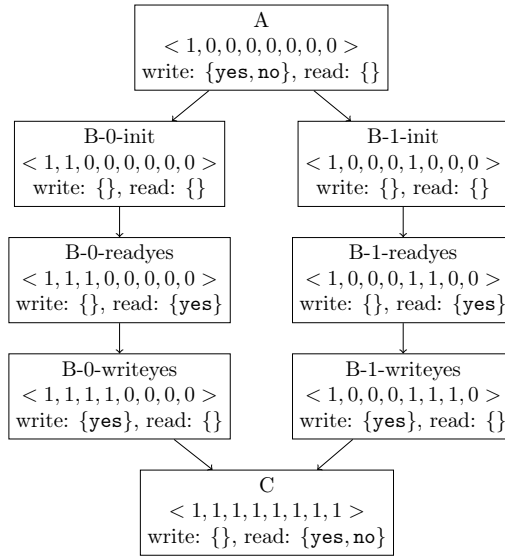 A
< 1, 0, 0, 0, 0, 0, 0, 0 >
write: {yes, no}, read: {}
B-0-init
< 1, 1, 0, 0, 0, 0, 0, 0 >
write: {}, read: {}
B-1-init
< 1, 0, 0, 0, 1, 0, 0, 0 >
write: {}, read: {}
B-0-readyes
< 1, 1, 1, 0, 0, 0, 0, 0 >
write: {}, read: {yes}
B-1-readyes
< 1, 0, 0, 0, 1, 1, 0, 0 >
write: {}, read: {yes}
B-0-writeyes
< 1, 1, 1, 1, 0, 0, 0, 0 >
write: {yes}, read: {}
B-1-writeyes
< 1, 0, 0, 0, 1, 1, 1, 0 >
write: {yes}, read: {}
C
< 1, 1, 1, 1, 1, 1, 1, 1 >
write: {}, read: {yes, no}